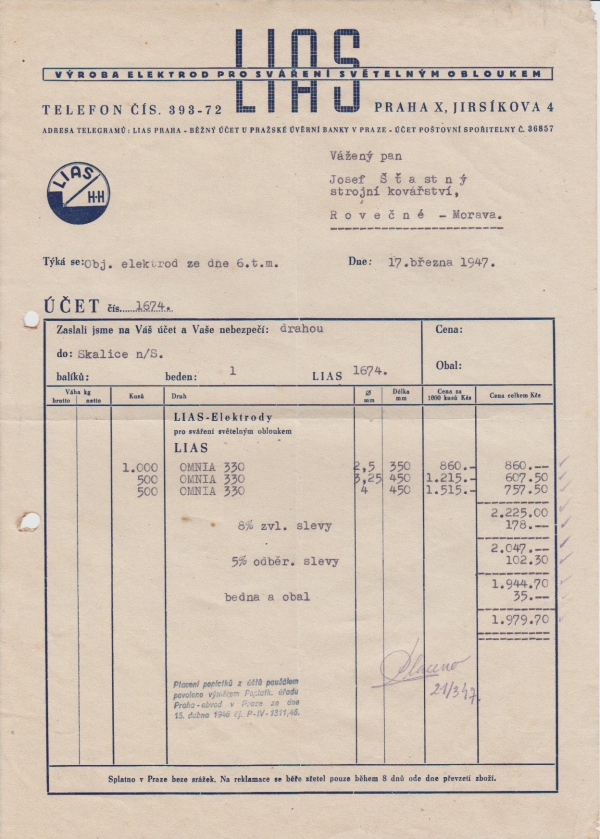 LIAS
VÝROBA ELEKTROD PRO SVÁŘENÍ SVĚTELNÝM OBLOUKEM
TELEFON ČÍS. 393-72
PRAHA X, JIRSÍKOVA 4
ADRESA TELEGRAMŮ: LIAS PRAHA - BĚŽNÝ ÚČET U PRAŽSKÉ ÚVĚRNÍ BANKY V PRAZE - ÚČET POŠTOVNÍ SPOŘITELNY Č. 36857
LIAS
H·H
Vážený pan
Josef Šťastný
strojní kovářství,
Rovečné - Morava.
Týká se: Obj. elektrod ze dne 6.t.m.
Dne: 17.března 1947.
ÚČET čís. 1674.
Zaslali jsme na Váš účet a Vaše nebezpečí: drahou
Cena:
do: Skalice n/S.
Obal:
balíků: beden: 1 LIAS 1674.
Váha kg
brutto netto Kusů Druh Ø mm Délka mm Cena za 1000 kusů Kčs Cena celkem Kčs
LIAS-Elektrody
pro sváření světelným obloukem
LIAS
1.000 OMNIA 330 2,5 350 860.- 860.--
500 OMNIA 330 3,25 450 1.215.- 607.50
500 OMNIA 330 4 450 1.515.- 757.50
2.225.00
8% zvl. slevy 178.--
2.047.--
5% odběr. slevy 102.30
1.944.70
bedna a obal 35.--
1.979.70
Placeno
21/3 47.
Placení poplatků z účtů paušálem
povoleno výměrem Poplatk. úřadu
Praha-obvod v Praze ze dne
15. dubna 1946 čj. P-IV-1331/46.
Splatno v Praze beze srážek. Na reklamace se béře zřetel pouze během 8 dnů ode dne převzetí zboží.